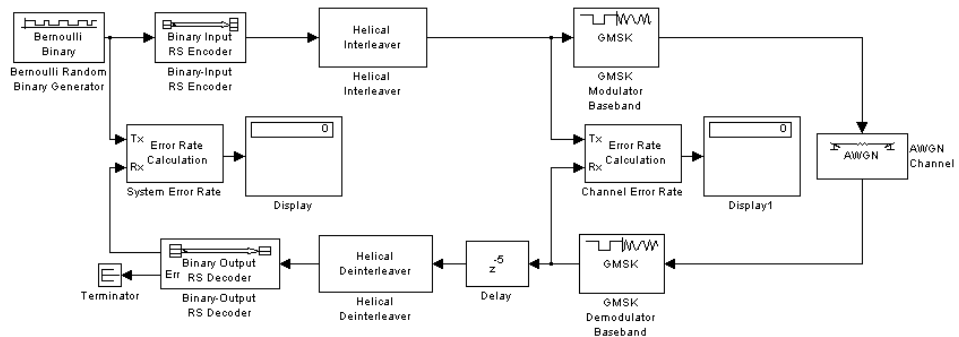 Bernoulli
Binary
Bernoulli Random
Binary Generator
Binary Input
RS Encoder
Binary-Input
RS Encoder
Helical
Interleaver
Helical
Interleaver
GMSK
GMSK
Modulator
Baseband
Tx
Rx
Error Rate
Calculation
System Error Rate
0
Display
Tx
Rx
Error Rate
Calculation
Channel Error Rate
0
Display1
AWGN
AWGN
Channel
Terminator
Err
Binary Output
RS Decoder
Binary-Output
RS Decoder
Helical
Deinterleaver
Helical
Deinterleaver
z-5
Delay
GMSK
GMSK
Demodulator
Baseband